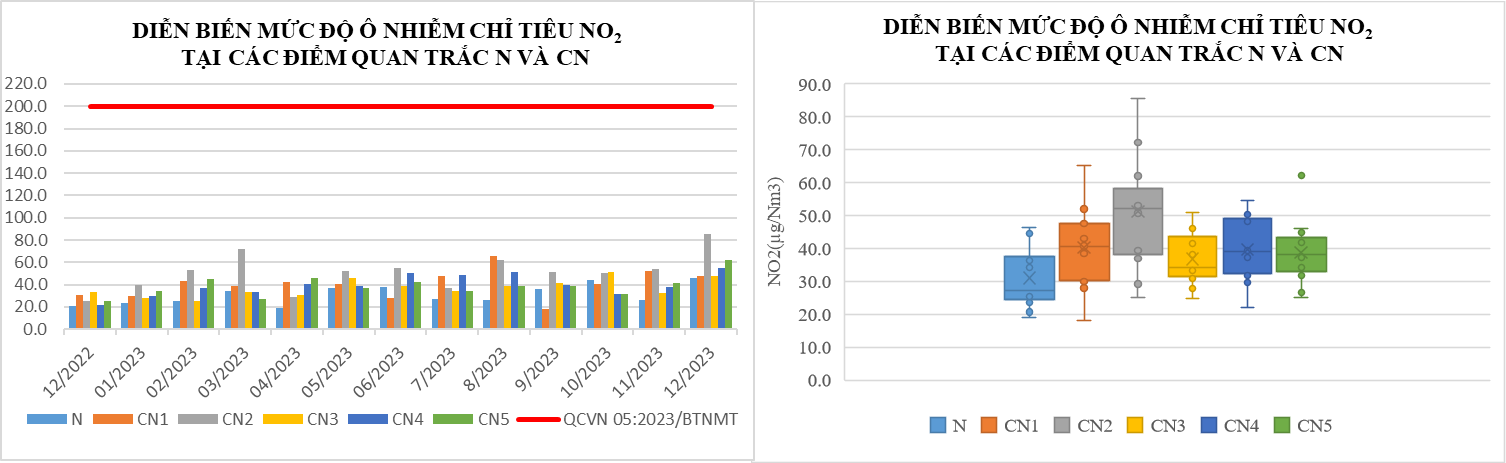 DIỄN BIẾN MỨC ĐỘ Ô NHIỄM CHỈ TIÊU NO₂
TẠI CÁC ĐIỂM QUAN TRẮC N VÀ CN
220.0
200.0
180.0
160.0
140.0
120.0
100.0
80.0
60.0
40.0
20.0
0.0
12/2022 01/2023 02/2023 03/2023 04/2023 05/2023 06/2023 7/2023 8/2023 9/2023 10/2023 11/2023 12/2023
N CN1 CN2 CN3 CN4 CN5 QCVN 05:2023/BTNMT
DIỄN BIẾN MỨC ĐỘ Ô NHIỄM CHỈ TIÊU NO₂
TẠI CÁC ĐIỂM QUAN TRẮC N VÀ CN
NO2(µg/Nm3)
90.0
80.0
70.0
60.0
50.0
40.0
30.0
20.0
10.0
0.0
N CN1 CN2 CN3 CN4 CN5